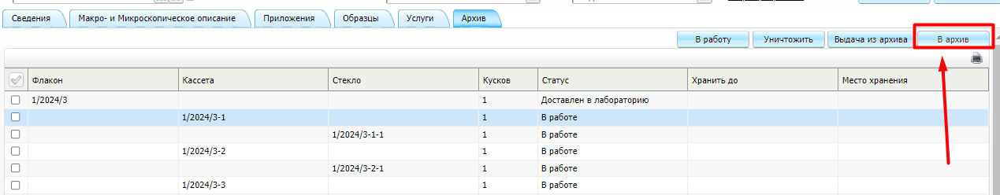 Сведения Макро- и Микроскопическое описание Приложения Образцы Услуги Архив
В работу Уничтожить Выдача из архива В архив
Флакон Кассета Стекло Кусков Статус Хранить до Место хранения
1/2024/3 1 Доставлен в лабораторию
1/2024/3-1 1 В работе
1/2024/3-1-1 1 В работе
1/2024/3-2 1 В работе
1/2024/3-2-1 1 В работе
1/2024/3-3 1 В работе